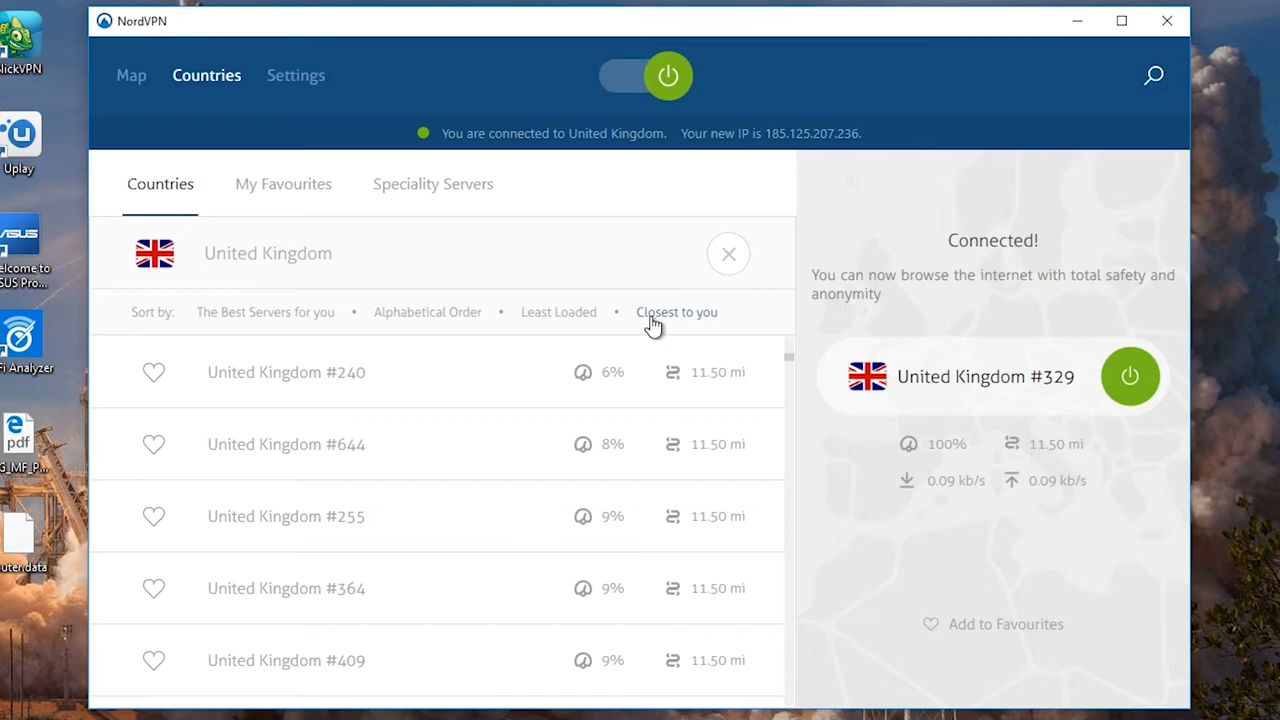 NordVPN
Map Countries Settings
You are connected to United Kingdom. Your new IP is 185.125.207.236.
Countries My Favourites Speciality Servers
United Kingdom
Sort by: The Best Servers for you • Alphabetical Order • Least Loaded • Closest to you
United Kingdom #240 6% 11.50 mi
United Kingdom #644 8% 11.50 mi
United Kingdom #255 9% 11.50 mi
United Kingdom #364 9% 11.50 mi
United Kingdom #409 9% 11.50 mi
Connected!
You can now browse the internet with total safety and
anonymity
United Kingdom #329
100% 11.50 mi
0.09 kb/s 0.09 kb/s
Add to Favourites
lickVPN
Uplay
ASUS
elcome to
SUS Pro...
Fi Analyzer
pdf
G_MF_P...
uter.data